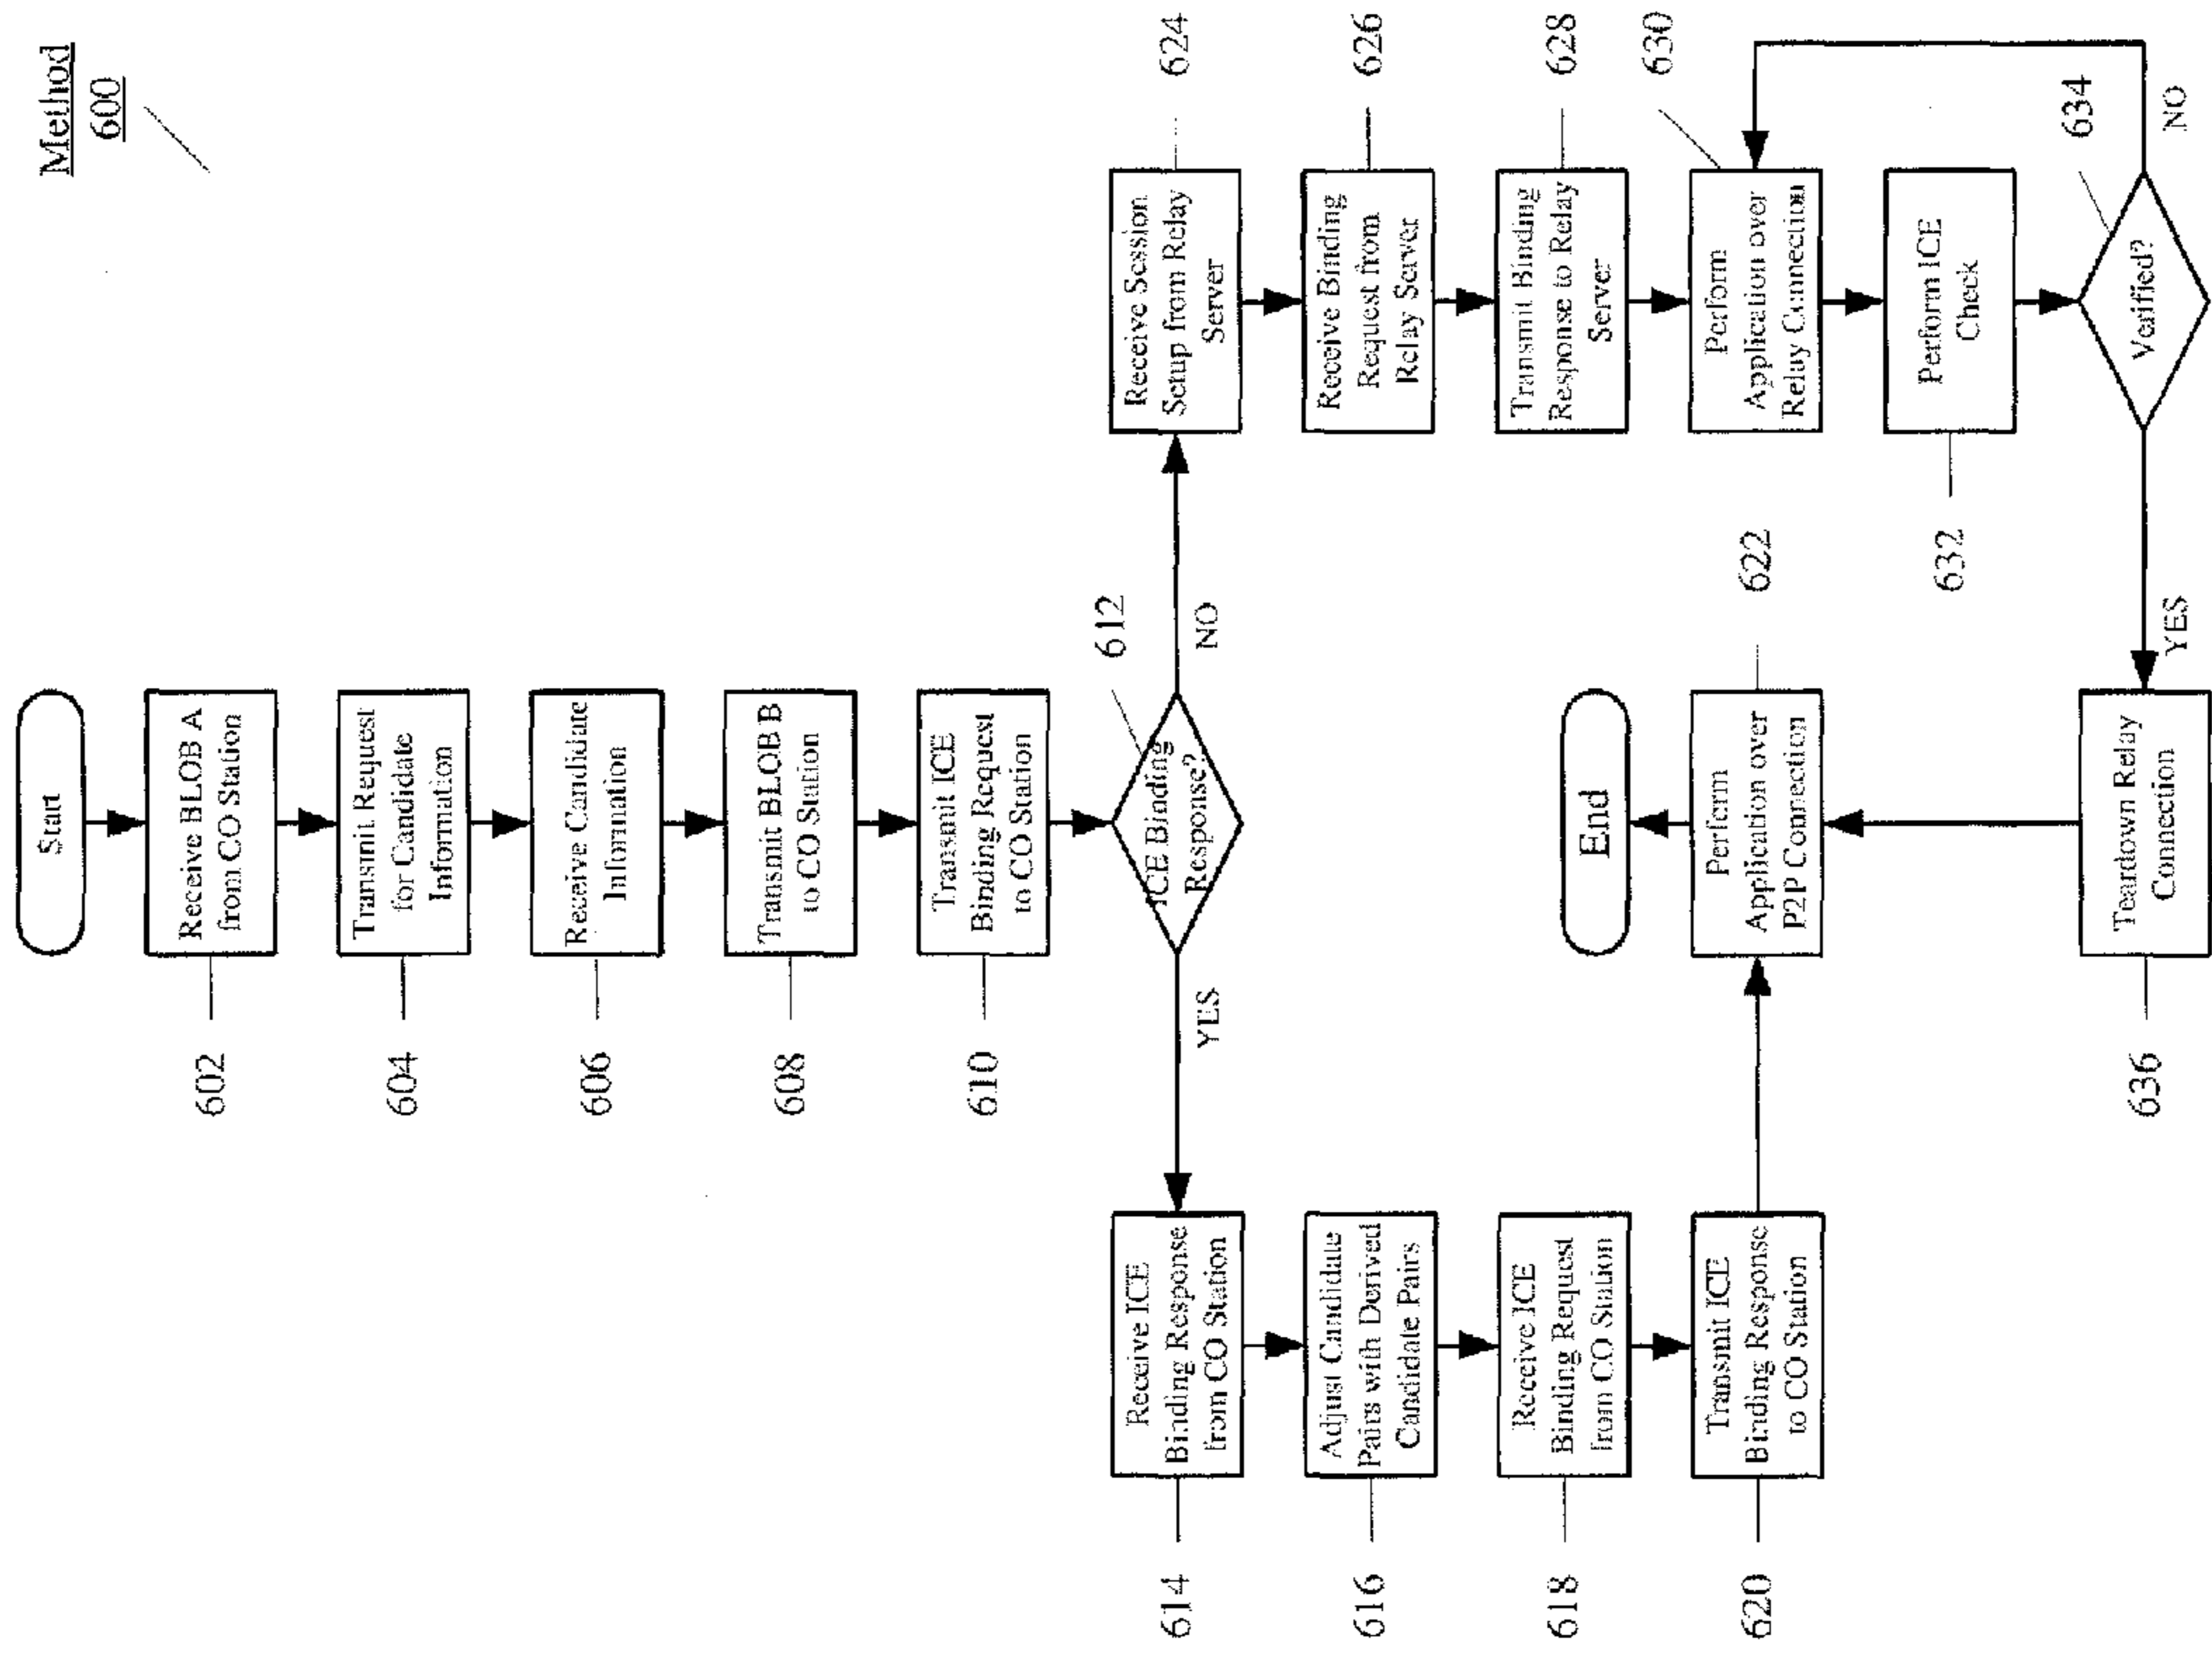 Method
600
Start
602
Receive BLOB A
from CO Station
604
Transmit Request
for Candidate
Information
606
Receive Candidate
Information
608
Transmit BLOB B
to CO Station
610
Transmit ICE
Binding Request
to CO Station
612
ICE Binding
Response?
YES
NO
614
Receive ICE
Binding Response
from CO Station
616
Adjust Candidate
Pairs with Derived
Candidate Pairs
618
Receive ICE
Binding Request
from CO Station
620
Transmit ICE
Binding Response
to CO Station
End
622
Perform
Application over
P2P Connection
624
Receive Session
Setup from Relay
Server
626
Receive Binding
Request from
Relay Server
628
Transmit Binding
Response to Relay
Server
630
Perform
Application over
Relay Connection
632
Perform ICE
Check
634
Verified?
NO
YES
636
Teardown Relay
Connection